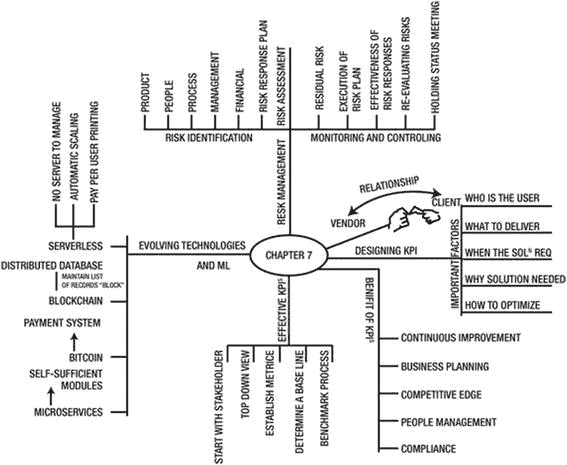 PRODUCT
PEOPLE
PROCESS
MANAGEMENT
FINANCIAL
RISK RESPONSE PLAN
RISK ASSESSMENT
RESIDUAL RISK
EXECUTION OF
RISK PLAN
EFFECTIVENESS OF
RISK RESPONSES
RE-EVALUATING RISKS
HOLDING STATUS MEETING
RISK IDENTIFICATION
MONITORING AND CONTROLING
RISK MANAGEMENT
NO SERVER TO MANAGE
AUTOMATIC SCALING
PAY PER USER PRINTING
SERVERLESS
DISTRIBUTED DATABASE
MAINTAIN LIST
OF RECORDS "BLOCK"
BLOCKCHAIN
PAYMENT SYSTEM
BITCOIN
SELF-SUFFICIENT
MODULES
MICROSERVICES
EVOLVING TECHNOLOGIES
AND ML
CHAPTER 7
RELATIONSHIP
VENDOR
CLIENT
DESIGNING KPI
IMPORTANT FACTORS
WHO IS THE USER
WHAT TO DELIVER
WHEN THE SOLᴺ REQ
WHY SOLUTION NEEDED
HOW TO OPTIMIZE
EFFECTIVE KPIˢ
START WITH STAKEHOLDER
TOP DOWN VIEW
ESTABLISH METRICE
DETERMINE A BASE LINE
BENCHMARK PROCESS
BENIFIT OF KPIˢ
CONTINUOUS IMPROVEMENT
BUSINESS PLANNING
COMPETITIVE EDGE
PEOPLE MANAGEMENT
COMPLIANCE